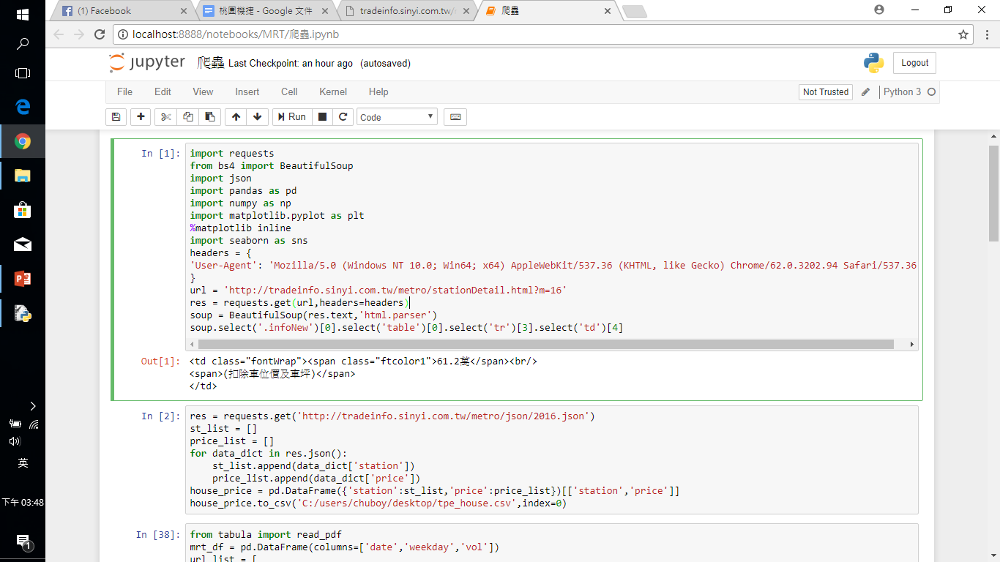 (1) Facebook
桃園機捷 - Google 文件
tradeinfo.sinyi.com.tw/
爬蟲
localhost:8888/notebooks/MRT/爬蟲.ipynb
jupyter 爬蟲 Last Checkpoint: an hour ago (autosaved)
Logout
File Edit View Insert Cell Kernel Help
Not Trusted
Python 3
Run
Code
In [1]:
import requests
from bs4 import BeautifulSoup
import json
import pandas as pd
import numpy as np
import matplotlib.pyplot as plt
%matplotlib inline
import seaborn as sns
headers = {
'User-Agent': 'Mozilla/5.0 (Windows NT 10.0; Win64; x64) AppleWebKit/537.36 (KHTML, like Gecko) Chrome/62.0.3202.94 Safari/537.36
}
url = 'http://tradeinfo.sinyi.com.tw/metro/stationDetail.html?m=16'
res = requests.get(url,headers=headers)
soup = BeautifulSoup(res.text,'html.parser')
soup.select('.infoNew')[0].select('table')[0].select('tr')[3].select('td')[4]
Out[1]:
<td class="fontWrap"><span class="ftcolor1">61.2萬</span><br/>
<span>(扣除車位價及車坪)</span>
</td>
In [2]:
res = requests.get('http://tradeinfo.sinyi.com.tw/metro/json/2016.json')
st_list = []
price_list = []
for data_dict in res.json():
    st_list.append(data_dict['station'])
    price_list.append(data_dict['price'])
house_price = pd.DataFrame({'station':st_list,'price':price_list})[['station','price']]
house_price.to_csv('C:/users/chuboy/desktop/tpe_house.csv',index=0)
In [38]:
from tabula import read_pdf
mrt_df = pd.DataFrame(columns=['date','weekday','vol'])
url_list = [
英
下午 03:48
1